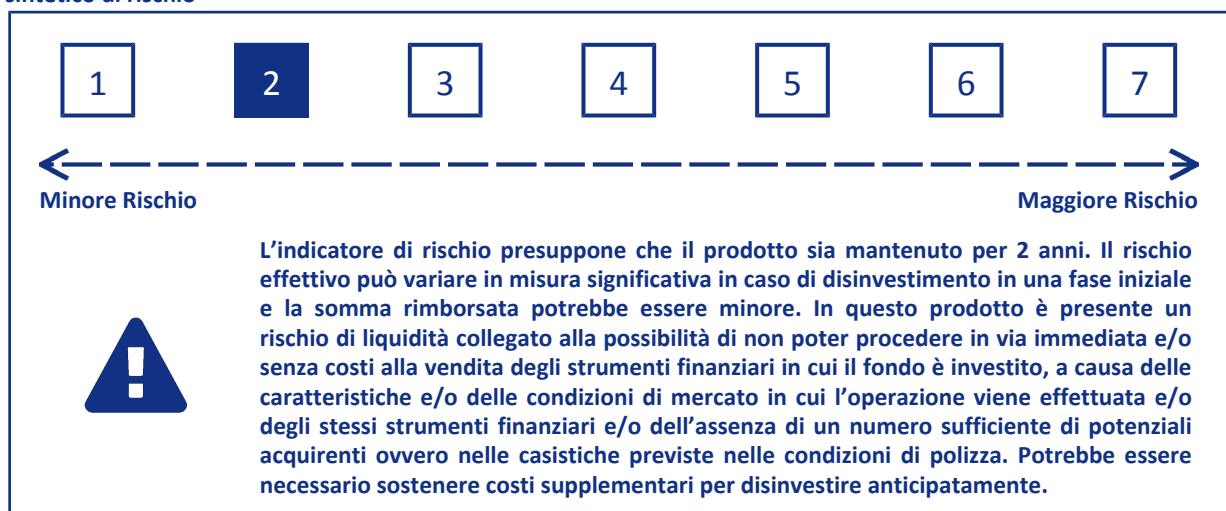 sintetico di rischio
1 2 3 4 5 6 7
Minore Rischio Maggiore Rischio
L’indicatore di rischio presuppone che il prodotto sia mantenuto per 2 anni. Il rischio
effettivo può variare in misura significativa in caso di disinvestimento in una fase iniziale
e la somma rimborsata potrebbe essere minore. In questo prodotto è presente un
rischio di liquidità collegato alla possibilità di non poter procedere in via immediata e/o
senza costi alla vendita degli strumenti finanziari in cui il fondo è investito, a causa delle
caratteristiche e/o delle condizioni di mercato in cui l’operazione viene effettuata e/o
degli stessi strumenti finanziari e/o dell’assenza di un numero sufficiente di potenziali
acquirenti ovvero nelle casistiche previste nelle condizioni di polizza. Potrebbe essere
necessario sostenere costi supplementari per disinvestire anticipatamente.